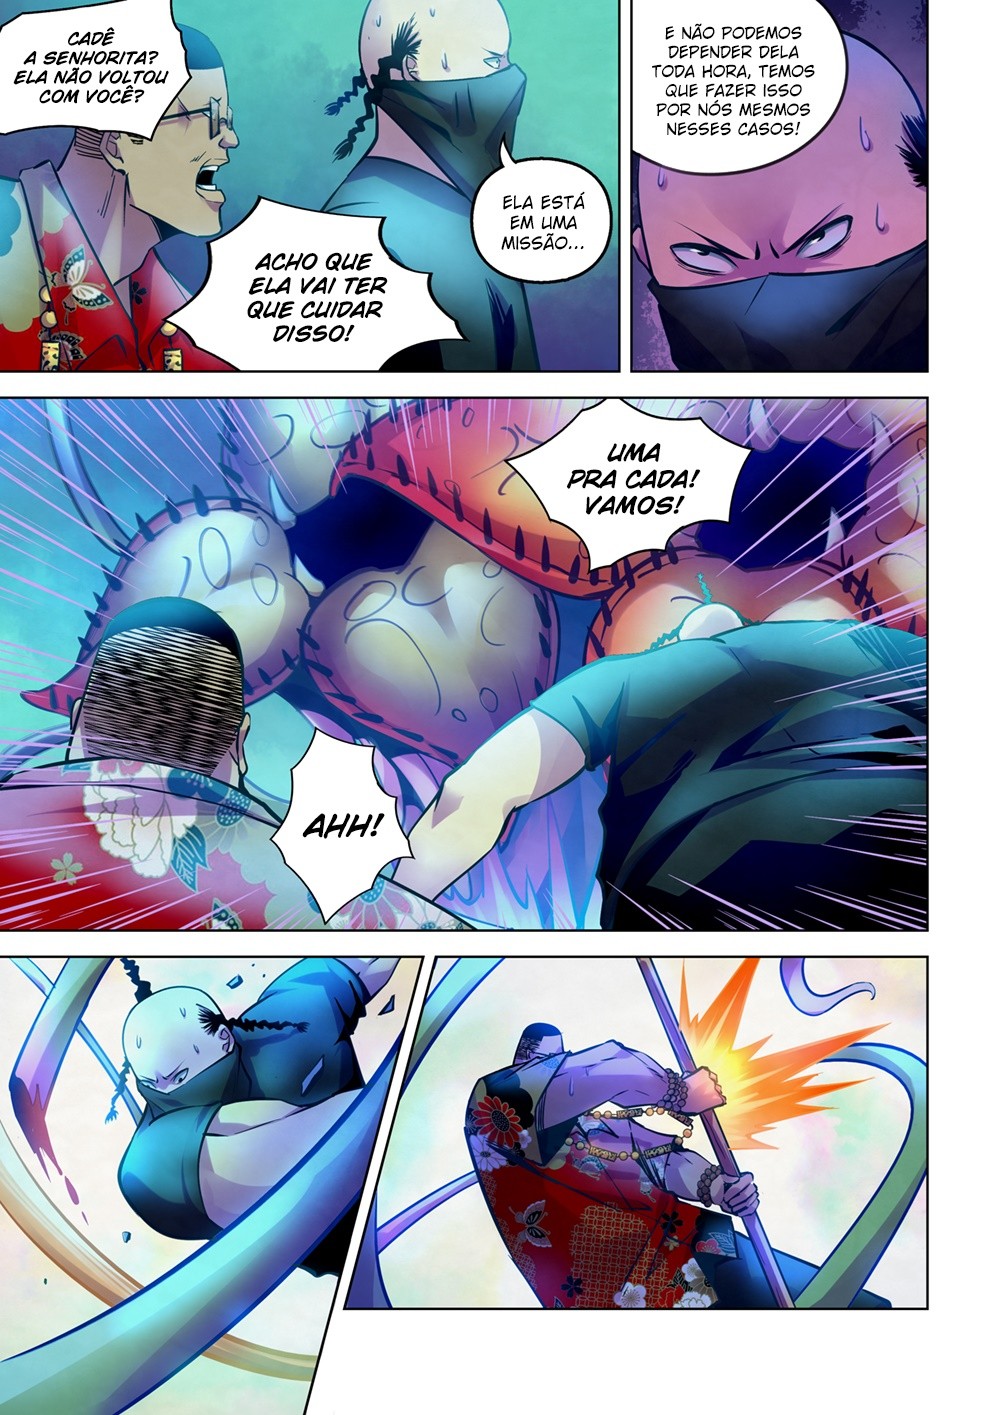 CADÊ
A SENHORITA?
ELA NÃO VOLTOU
COM VOCÊ?
ELA ESTÁ
EM UMA
MISSÃO...
ACHO QUE
ELA VAI TER
QUE CUIDAR
DISSO!
E NÃO PODEMOS
DEPENDER DELA
TODA HORA, TEMOS
QUE FAZER ISSO
POR NÓS MESMOS
NESSES CASOS!
UMA
PRA CADA!
VAMOS!
AHH!